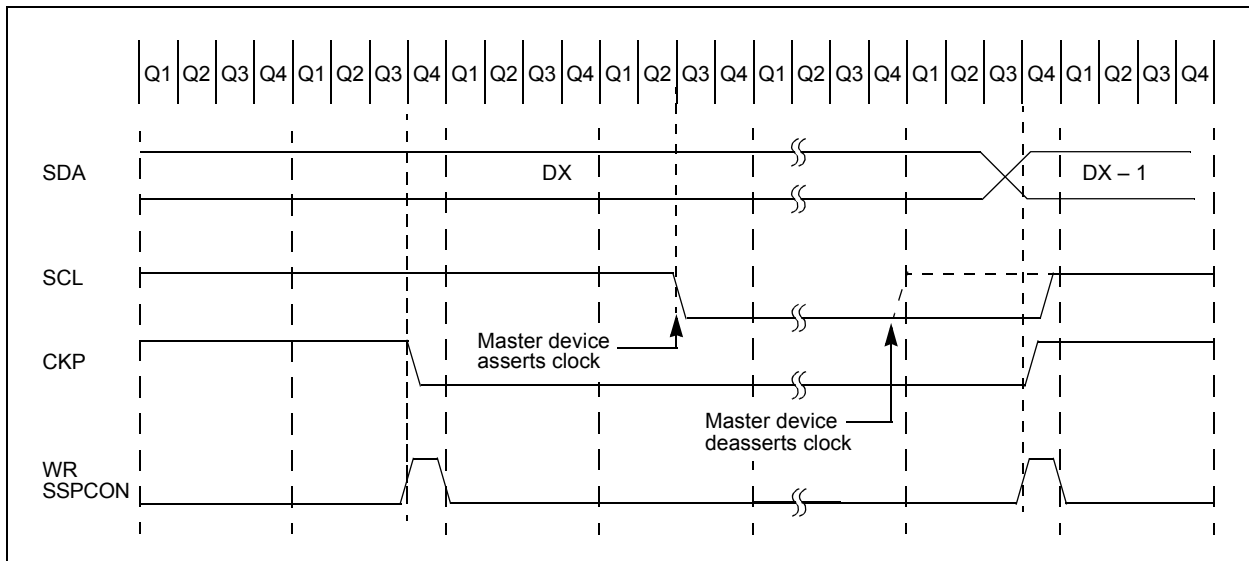 Q1 Q2 Q3 Q4 Q1 Q2 Q3 Q4 Q1 Q2 Q3 Q4 Q1 Q2 Q3 Q4 Q1 Q2 Q3 Q4 Q1 Q2 Q3 Q4 Q1 Q2 Q3 Q4
SDA
DX
DX – 1
SCL
Master device
asserts clock
CKP
Master device
deasserts clock
WR
SSPCON